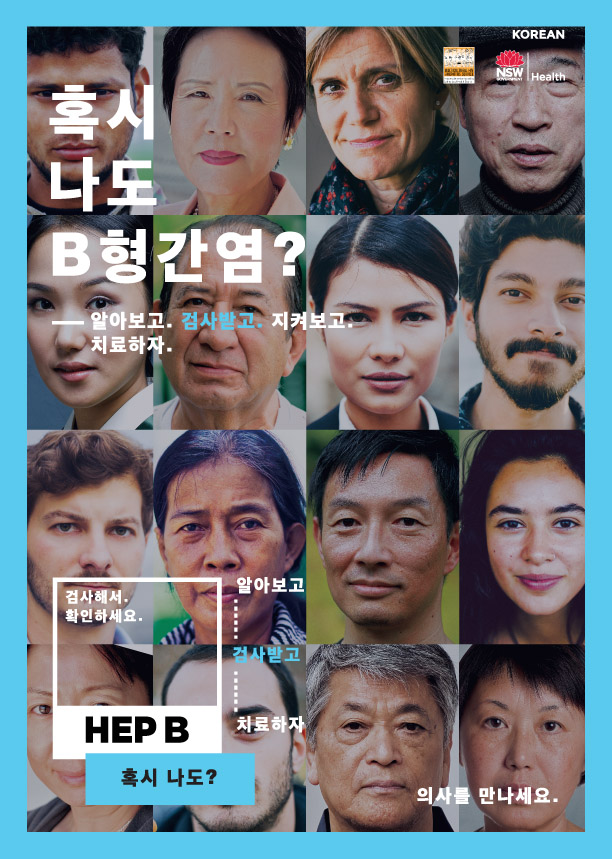 KOREAN
NSW
GOVERNMENT
Health
혹시
나도
B형간염?
알아보고. 검사받고. 지켜보고.
치료하자.
검사해서.
확인하세요.
HEP B
혹시 나도?
알아보고
검사받고
치료하자
의사를 만나세요.